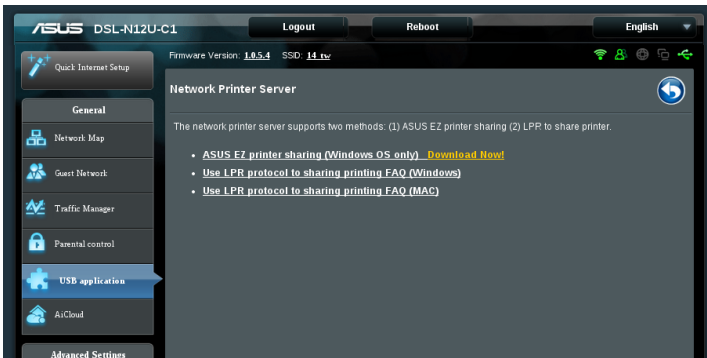 ASUS DSL-N12U-C1 Logout Reboot English
Quick Internet Setup
Firmware Version: 1.0.5.4 SSID: 14_tw
General
Network Map
Guest Network
Traffic Manager
Parental control
USB application
AiCloud
Advanced Settings
Network Printer Server
The network printer server supports two methods: (1) ASUS EZ printer sharing (2) LPR to share printer.
• ASUS EZ printer sharing (Windows OS only) Download Now!
• Use LPR protocol to sharing printing FAQ (Windows)
• Use LPR protocol to sharing printing FAQ (MAC)